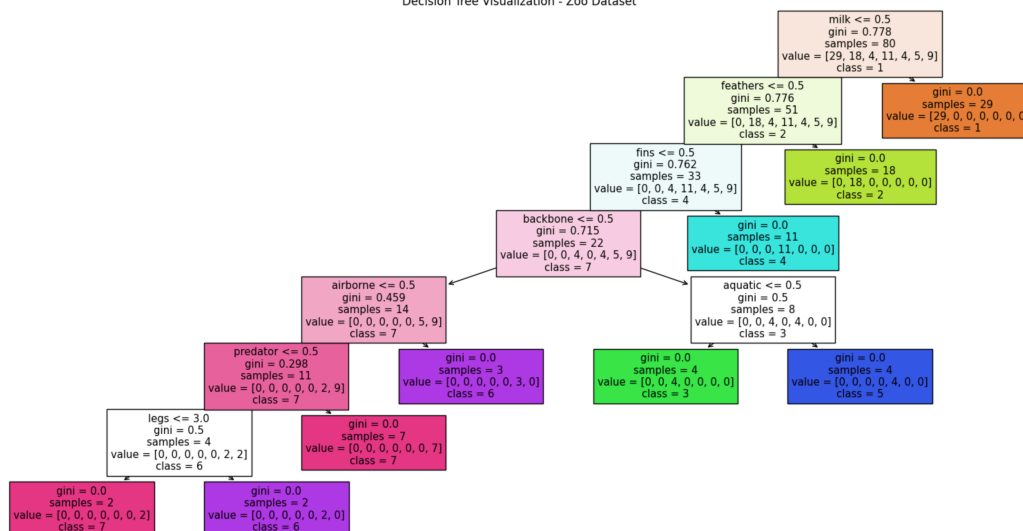 Decision Tree Visualization - Zoo Dataset
milk <= 0.5
gini = 0.778
samples = 80
value = [29, 18, 4, 11, 4, 5, 9]
class = 1
feathers <= 0.5
gini = 0.776
samples = 51
value = [0, 18, 4, 11, 4, 5, 9]
class = 2
gini = 0.0
samples = 29
value = [29, 0, 0, 0, 0, 0, 0
class = 1
fins <= 0.5
gini = 0.762
samples = 33
value = [0, 0, 4, 11, 4, 5, 9]
class = 4
gini = 0.0
samples = 18
value = [0, 18, 0, 0, 0, 0, 0]
class = 2
backbone <= 0.5
gini = 0.715
samples = 22
value = [0, 0, 4, 0, 4, 5, 9]
class = 7
gini = 0.0
samples = 11
value = [0, 0, 0, 11, 0, 0, 0]
class = 4
airborne <= 0.5
gini = 0.459
samples = 14
value = [0, 0, 0, 0, 0, 5, 9]
class = 7
aquatic <= 0.5
gini = 0.5
samples = 8
value = [0, 0, 4, 0, 4, 0, 0]
class = 3
predator <= 0.5
gini = 0.298
samples = 11
value = [0, 0, 0, 0, 0, 2, 9]
class = 7
gini = 0.0
samples = 3
value = [0, 0, 0, 0, 0, 3, 0]
class = 6
gini = 0.0
samples = 4
value = [0, 0, 4, 0, 0, 0, 0]
class = 3
gini = 0.0
samples = 4
value = [0, 0, 0, 0, 4, 0, 0]
class = 5
legs <= 3.0
gini = 0.5
samples = 4
value = [0, 0, 0, 0, 0, 2, 2]
class = 6
gini = 0.0
samples = 7
value = [0, 0, 0, 0, 0, 0, 7]
class = 7
gini = 0.0
samples = 2
value = [0, 0, 0, 0, 0, 0, 2]
class = 7
gini = 0.0
samples = 2
value = [0, 0, 0, 0, 0, 2, 0]
class = 6